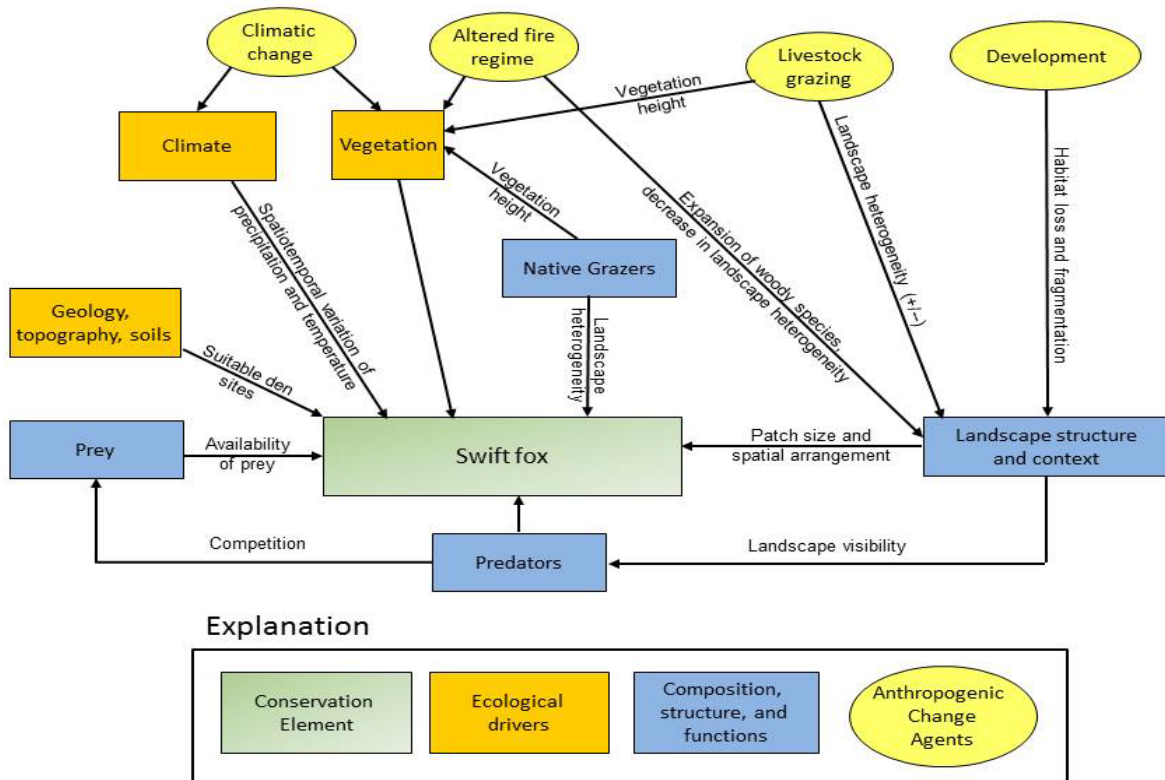 Climatic
change
Altered fire
regime
Livestock
grazing
Development
Vegetation
height
Climate
Vegetation
Landscape heterogeneity (+/−)
Habitat loss and fragmentation
Vegetation
height
Expansion of woody species,
decrease in landscape heterogeneity
Spatiotemporal variation of
precipitation and temperature
Native Grazers
Geology,
topography, soils
Landscape
heterogeneity
Suitable den
sites
Prey
Availability
of prey
Swift fox
Patch size and
spatial arrangement
Landscape structure
and context
Competition
Predators
Landscape visibility
Explanation
Conservation
Element
Ecological
drivers
Composition,
structure, and
functions
Anthropogenic
Change
Agents